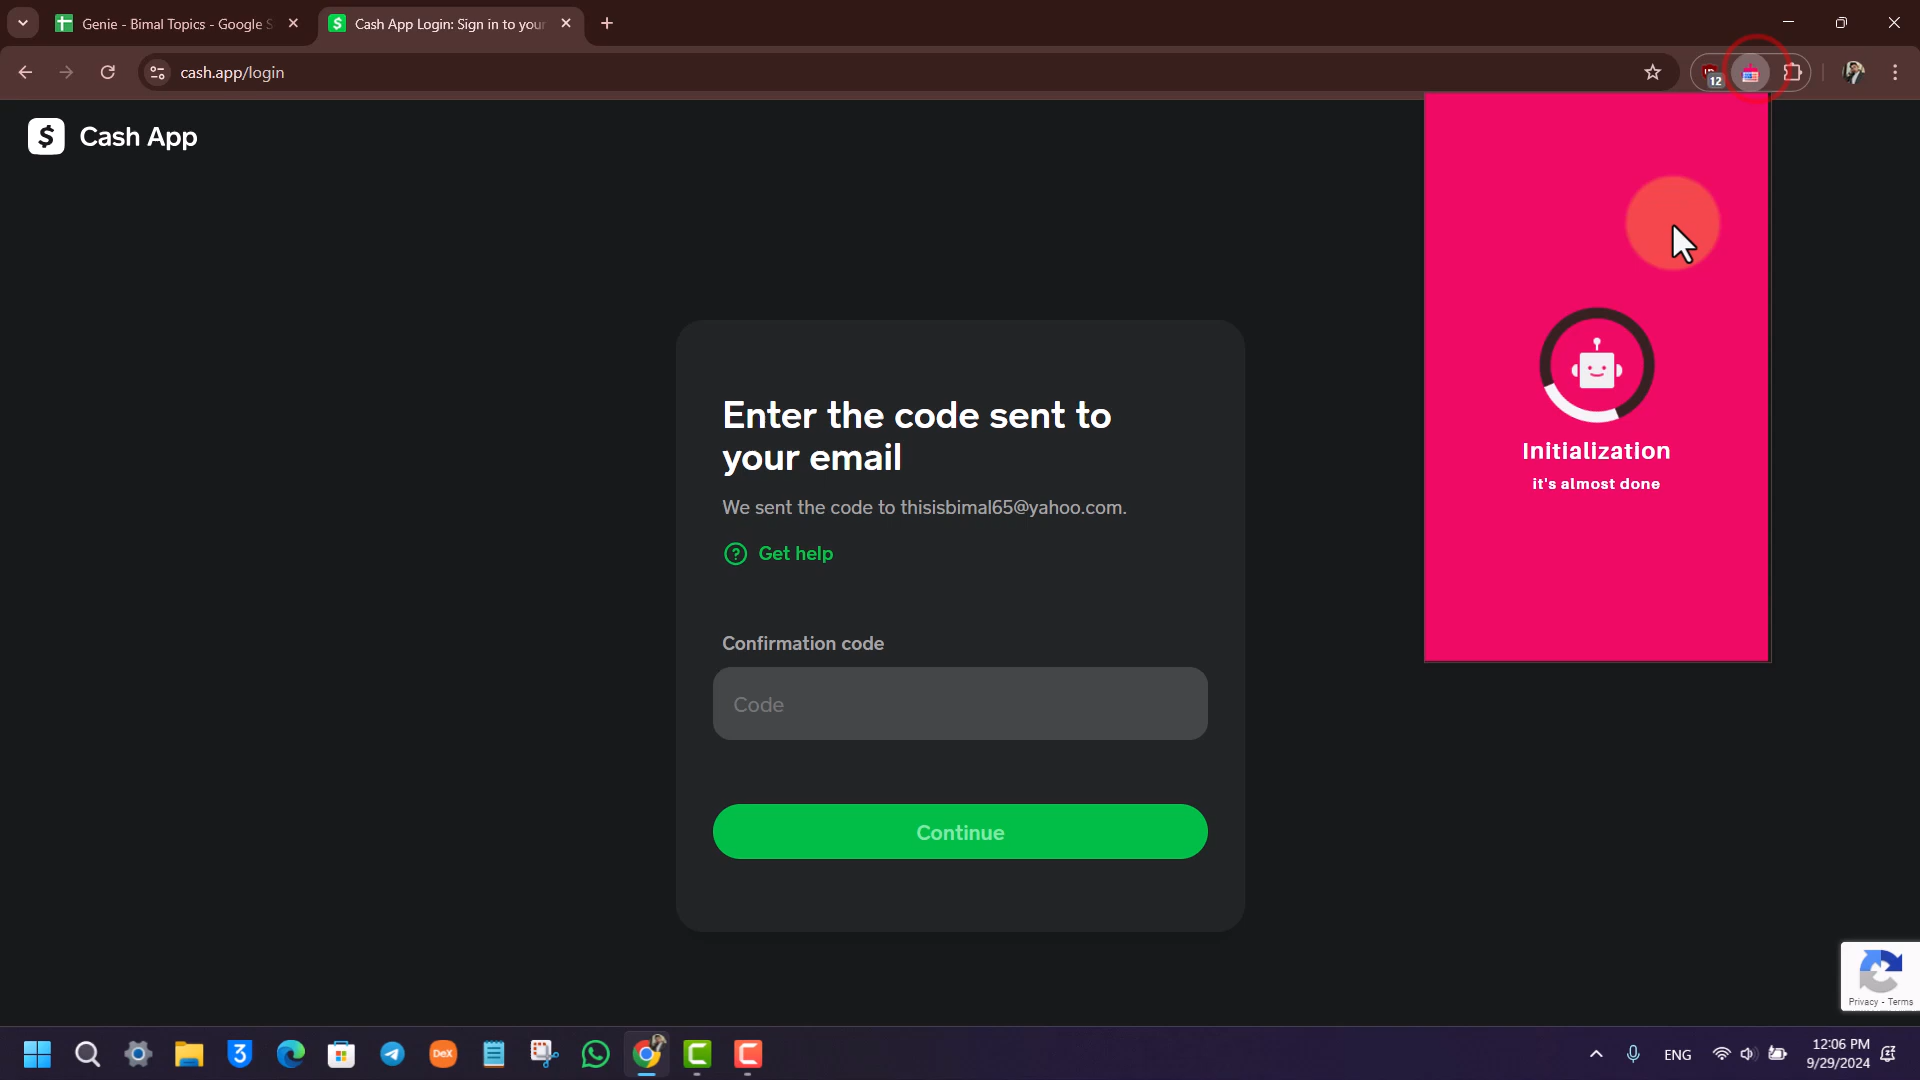 Genie - Bimal Topics - Google S
Cash App Login: Sign in to your
cash.app/login
12
Cash App
Initialization
it's almost done
Enter the code sent to
your email
We sent the code to thisisbimal65@yahoo.com.
? Get help
Confirmation code
Code
Continue
Privacy - Terms
DeX
ENG
12:06 PM
9/29/2024